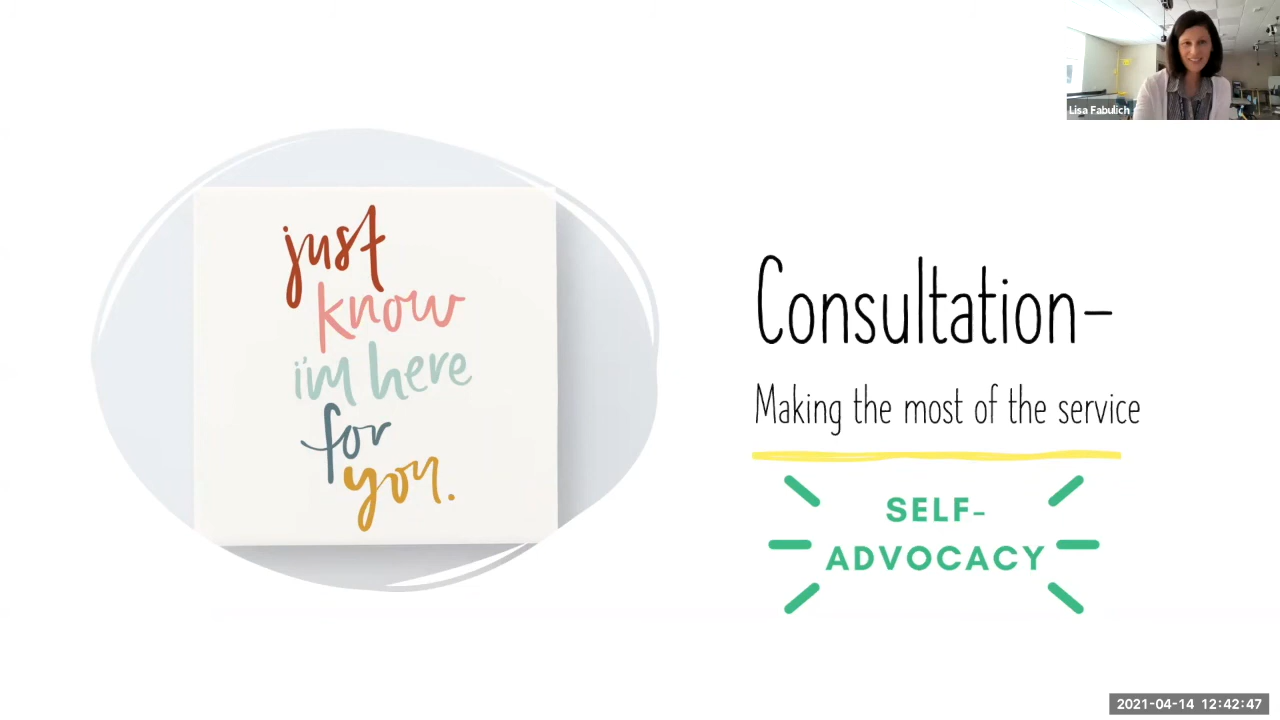 Lisa Fabulich
just
know
i'm here
for
you.
Consultation-
Making the most of the service
SELF-
ADVOCACY
2021-04-14 12:42:47